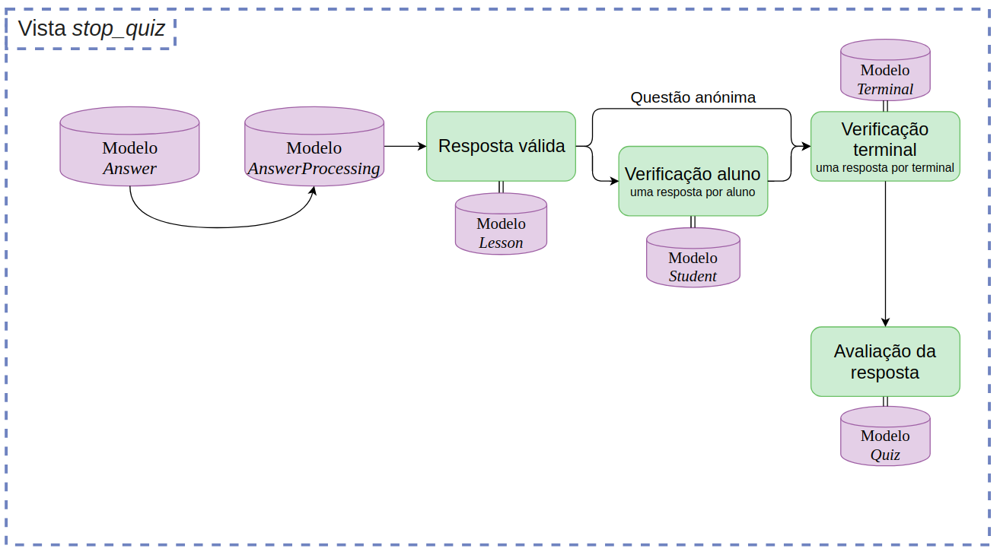 Vista stop_quiz
Modelo
Answer
Modelo
AnswerProcessing
Resposta válida
Modelo
Lesson
Questão anónima
Verificação aluno
uma resposta por aluno
Modelo
Student
Modelo
Terminal
Verificação
terminal
uma resposta por terminal
Avaliação da
resposta
Modelo
Quiz